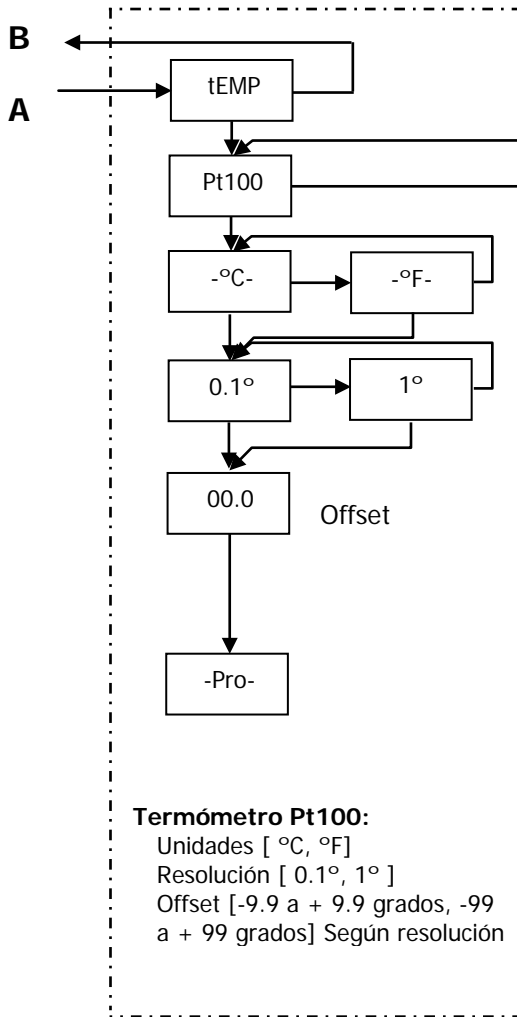 B
A
tEMP
Pt100
-ºC-
-ºF-
0.1º
1º
00.0
Offset
-Pro-
Termómetro Pt100:
Unidades [ ºC, ºF]
Resolución [ 0.1º, 1º ]
Offset [-9.9 a + 9.9 grados, -99
a + 99 grados] Según resolución